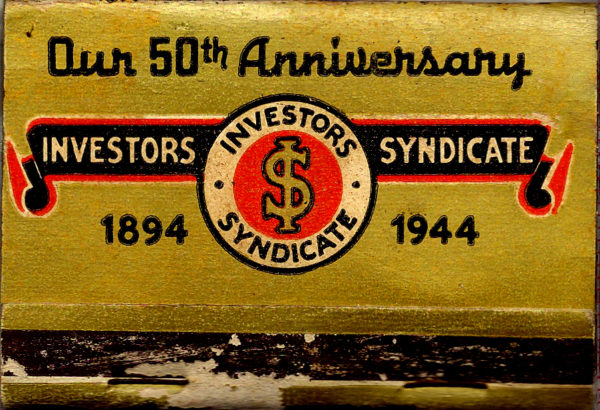 Our 50th Anniversary
INVESTORS SYNDICATE
INVESTORS
$
SYNDICATE
1894 1944